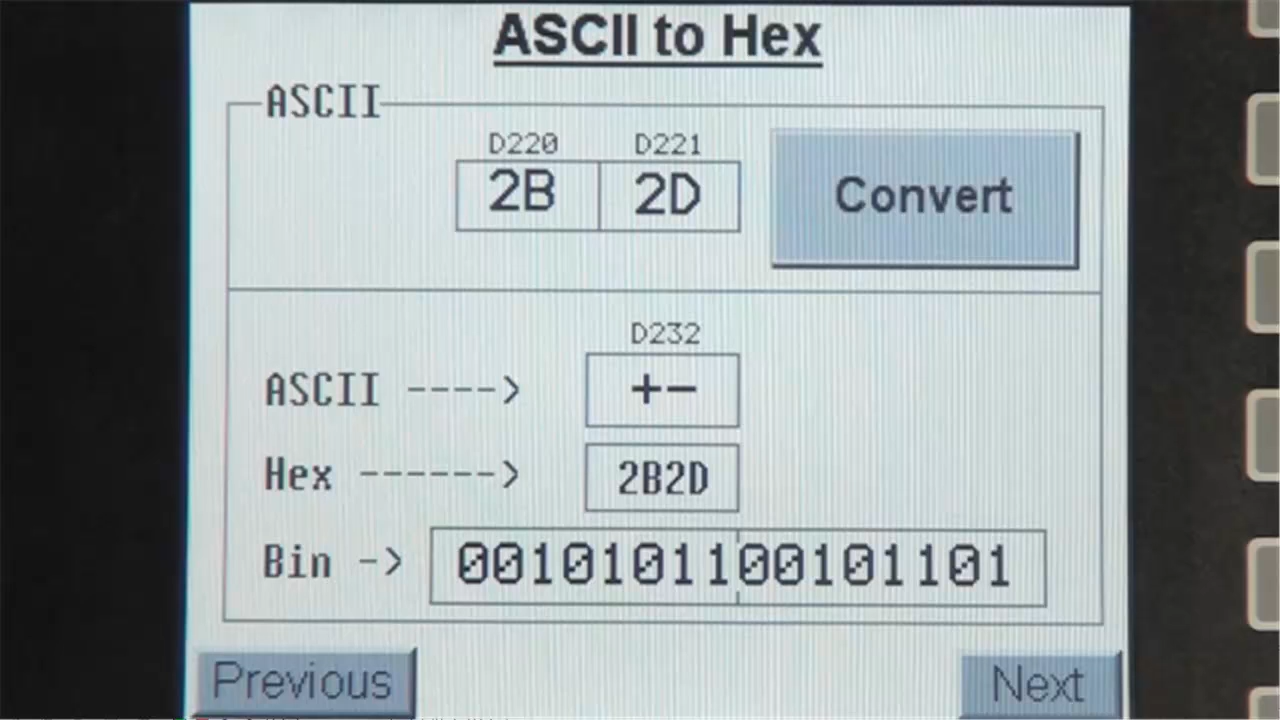 ASCII to Hex
ASCII
D220 D221
2B 2D
Convert
D232
ASCII ----> +-
Hex ------> 2B2D
Bin -> 0010101100101101
Previous Next